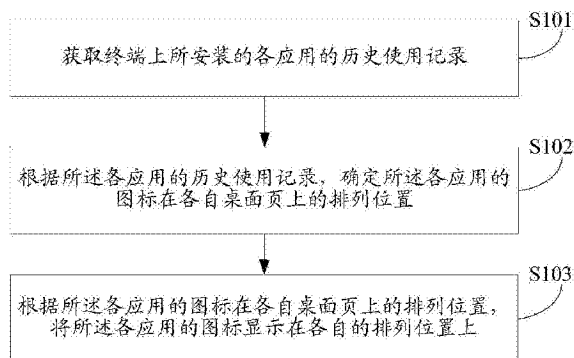 S101
获取终端上所安装的各应用的历史使用记录
S102
根据所述各应用的历史使用记录，确定所述各应用的
图标在各自桌面页上的排列位置
S103
根据所述各应用的图标在各自桌面页上的排列位置，
将所述各应用的图标显示在各自的排列位置上